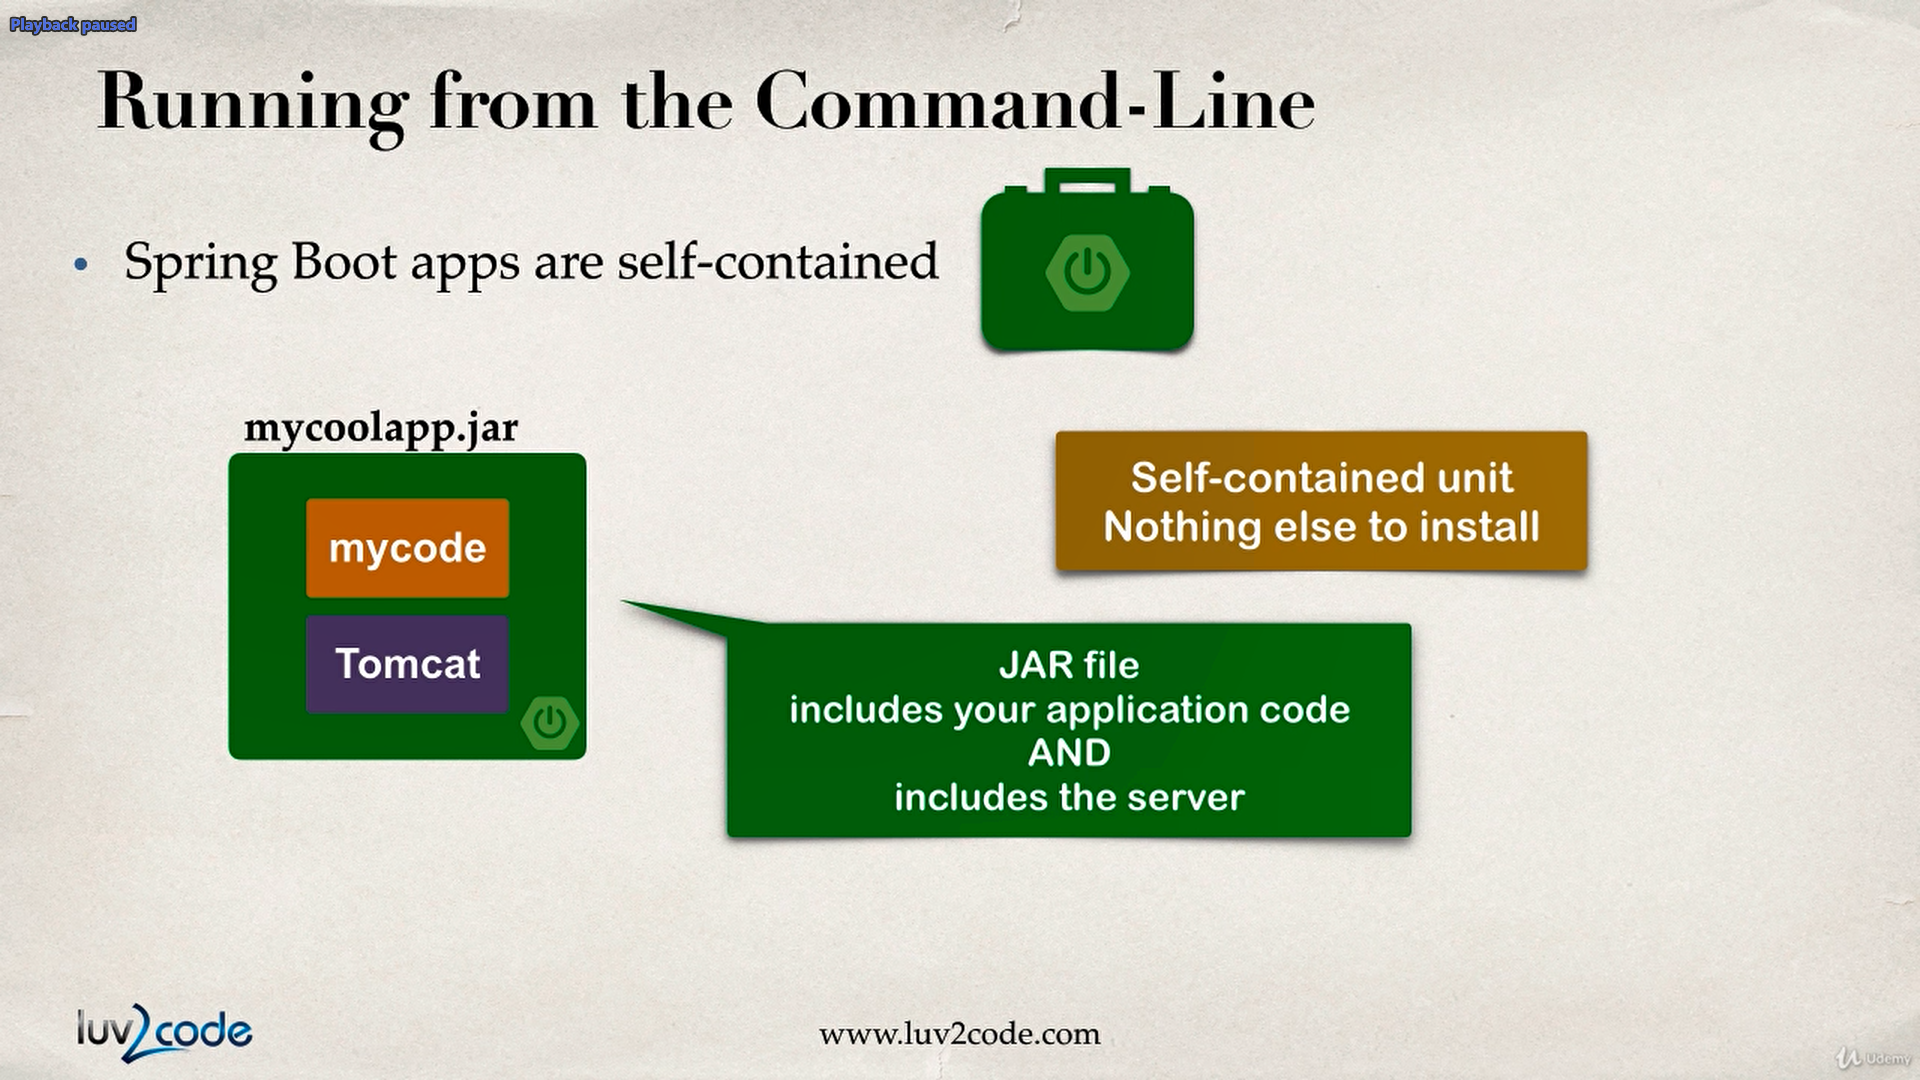 Playback paused
Running from the Command-Line
• Spring Boot apps are self-contained
mycoolapp.jar
mycode
Tomcat
Self-contained unit
Nothing else to install
JAR file
includes your application code
AND
includes the server
luv2code
www.luv2code.com
Udemy